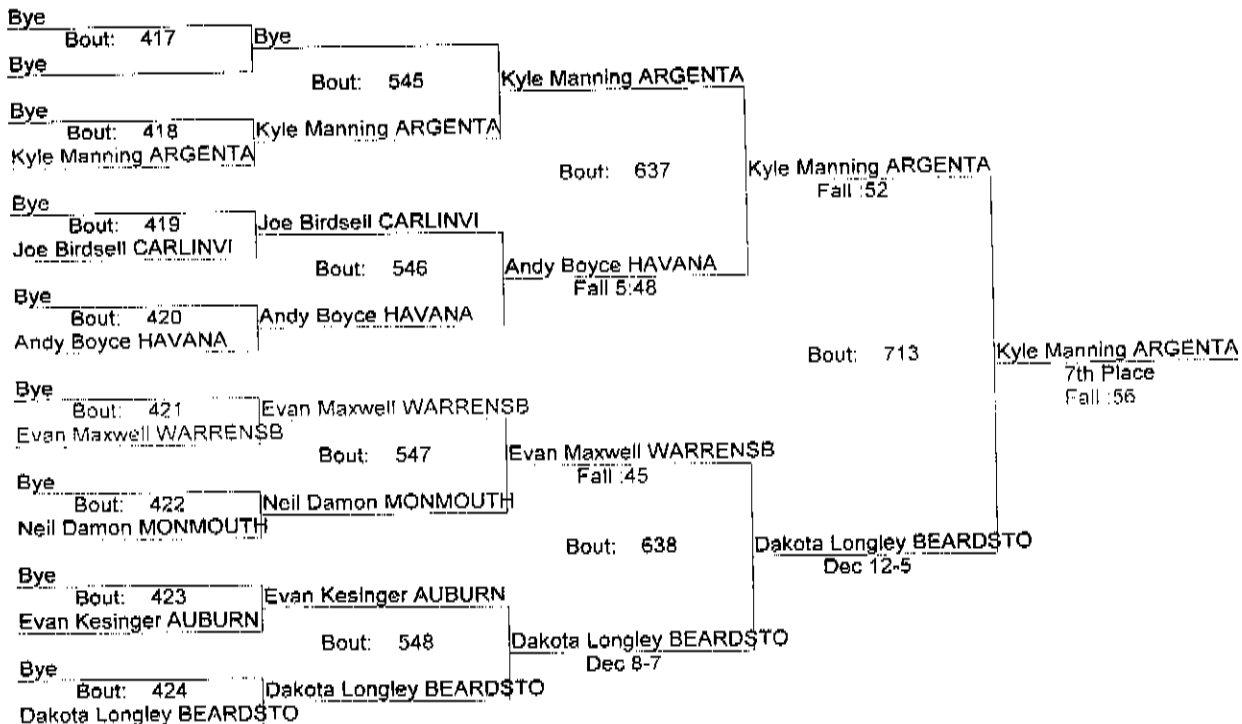 Bye
Bout: 417
Bye
Bye
Bout: 545
Kyle Manning ARGENTA
Bye
Bout: 418
Kyle Manning ARGENTA
Kyle Manning ARGENTA
Bout: 637
Kyle Manning ARGENTA
Fall :52
Bye
Bout: 419
Joe Birdsell CARLINVI
Joe Birdsell CARLINVI
Bout: 546
Andy Boyce HAVANA
Fall 5:48
Bye
Bout: 420
Andy Boyce HAVANA
Andy Boyce HAVANA
Bout: 713
Kyle Manning ARGENTA
7th Place
Fall :56
Bye
Bout: 421
Evan Maxwell WARRENSB
Evan Maxwell WARRENSB
Bout: 547
Evan Maxwell WARRENSB
Fall :45
Bye
Bout: 422
Neil Damon MONMOUTH
Neil Damon MONMOUTH
Bout: 638
Dakota Longley BEARDSTO
Dec 12-5
Bye
Bout: 423
Evan Kesinger AUBURN
Evan Kesinger AUBURN
Bout: 548
Dakota Longley BEARDSTO
Dec 8-7
Bye
Bout: 424
Dakota Longley BEARDSTO
Dakota Longley BEARDSTO